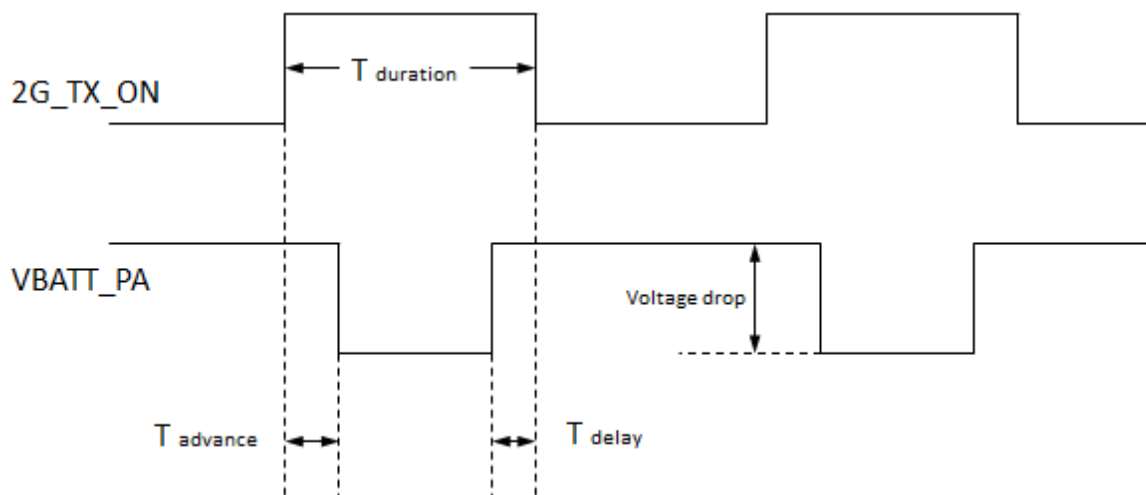 T duration
2G_TX_ON
VBATT_PA
Voltage drop
T advance
T delay